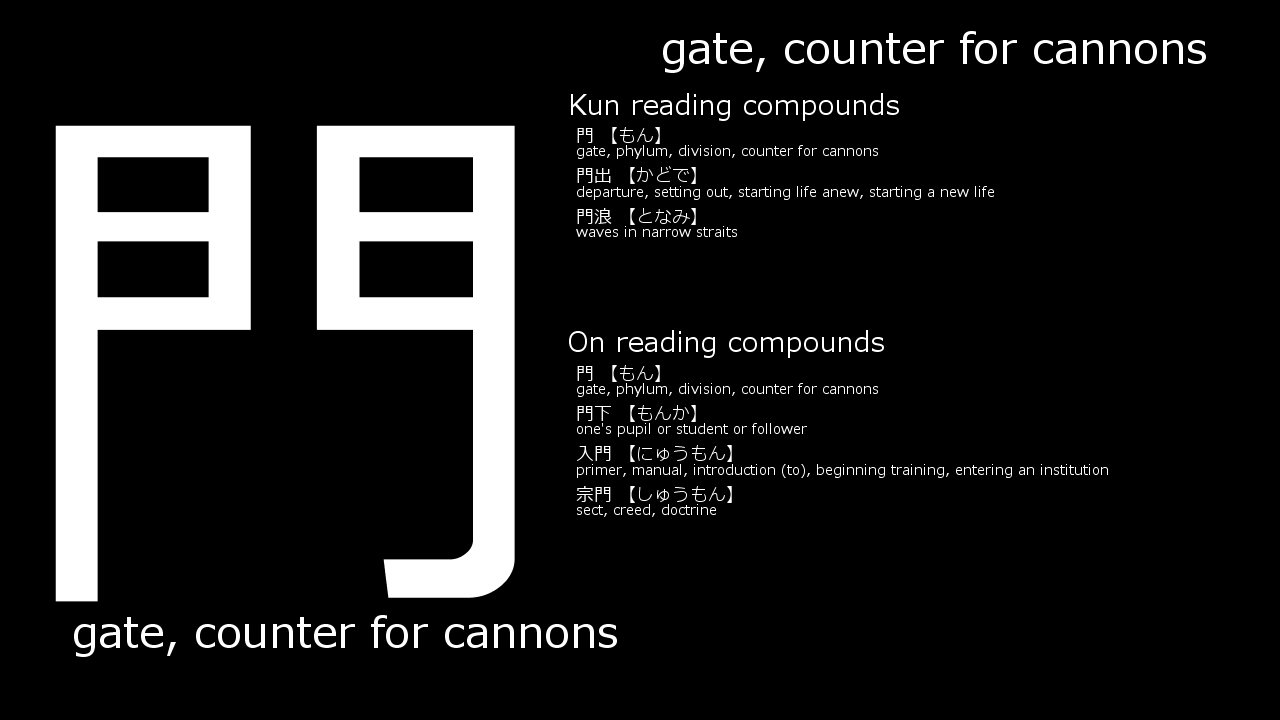 門
gate, counter for cannons
gate, counter for cannons
Kun reading compounds
門 【もん】
gate, phylum, division, counter for cannons
門出 【かどで】
departure, setting out, starting life anew, starting a new life
門浪 【となみ】
waves in narrow straits
On reading compounds
門 【もん】
gate, phylum, division, counter for cannons
門下 【もんか】
one's pupil or student or follower
入門 【にゅうもん】
primer, manual, introduction (to), beginning training, entering an institution
宗門 【しゅうもん】
sect, creed, doctrine